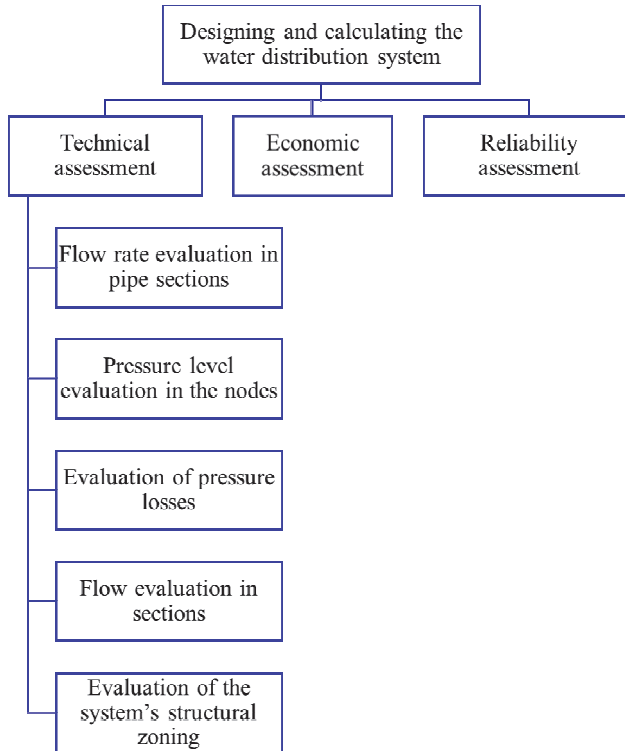 Designing and calculating the
water distribution system
Technical
assessment
Economic
assessment
Reliability
assessment
Flow rate evaluation in
pipe sections
Pressure level
evaluation in the nodes
Evaluation of pressure
losses
Flow evaluation in
sections
Evaluation of the
system's structural
zoning